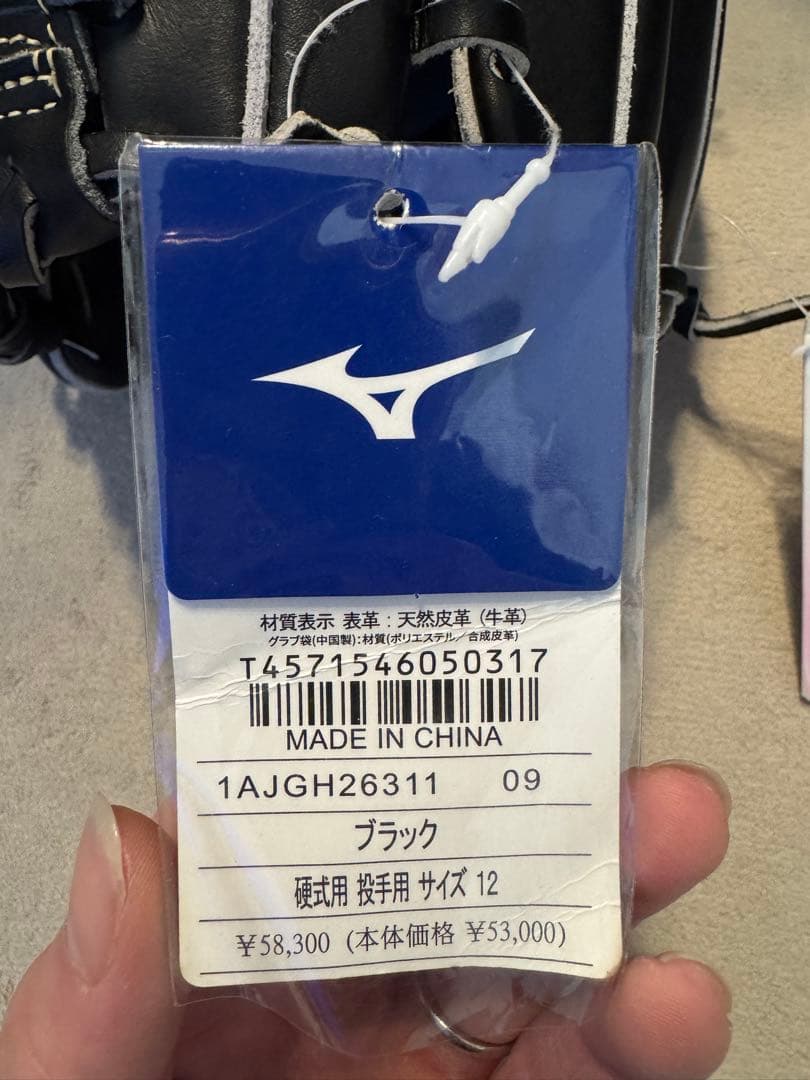 材質表示 表革：天然皮革（牛革）
グラブ袋(中国製)：材質(ポリエステル／合成皮革)
T4571546050317
MADE IN CHINA
1AJGH26311 09
ブラック
硬式用 投手用 サイズ 12
￥58,300（本体価格 ￥53,000）